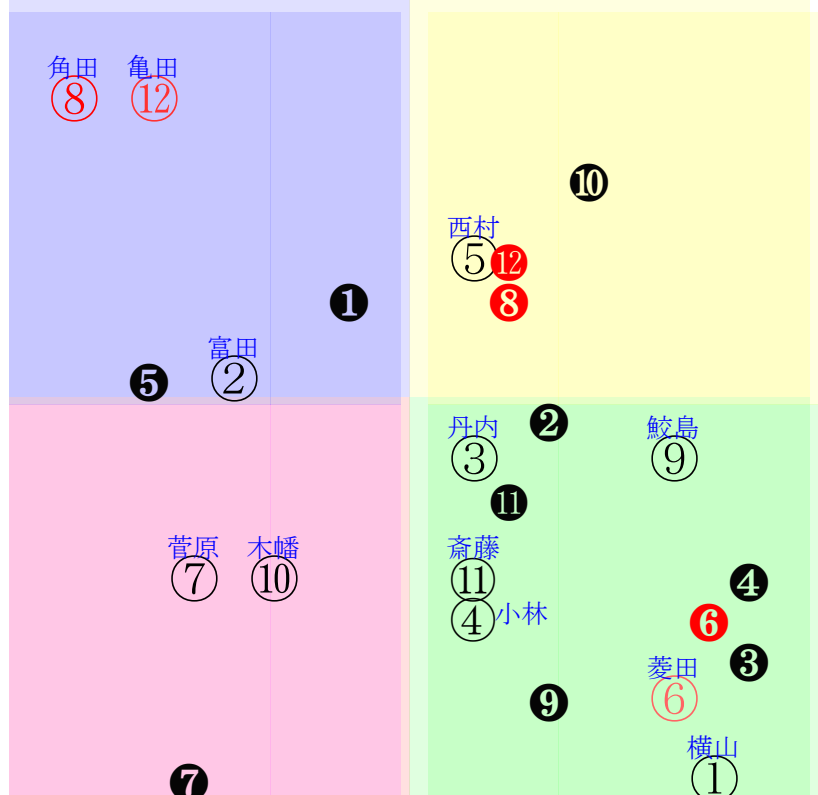 角田 亀田
⑧ ⑫
❿
西村
⑤ ⓬
❶ ❽
富田
❺ ②
❷
丹内 鮫島
③ ⑨
⓫
菅原 木幡 斎藤
⑦ ⑩ ⑪ ❹
④ 小林 ❻
菱田 ❸
❾ ⑥
横山
❼ ①